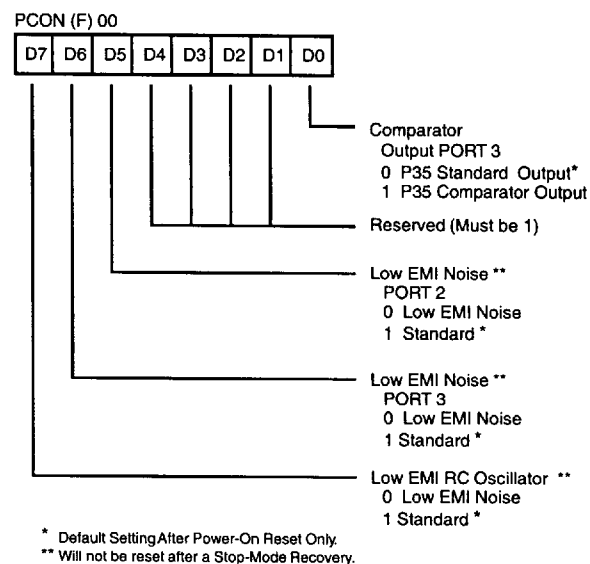 PCON (F) 00
D7 D6 D5 D4 D3 D2 D1 D0
Comparator
Output PORT 3
0 P35 Standard Output*
1 P35 Comparator Output
Reserved (Must be 1)
Low EMI Noise **
PORT 2
0 Low EMI Noise
1 Standard *
Low EMI Noise **
PORT 3
0 Low EMI Noise
1 Standard *
Low EMI RC Oscillator **
0 Low EMI Noise
1 Standard *
* Default Setting After Power-On Reset Only.
** Will not be reset after a Stop-Mode Recovery.